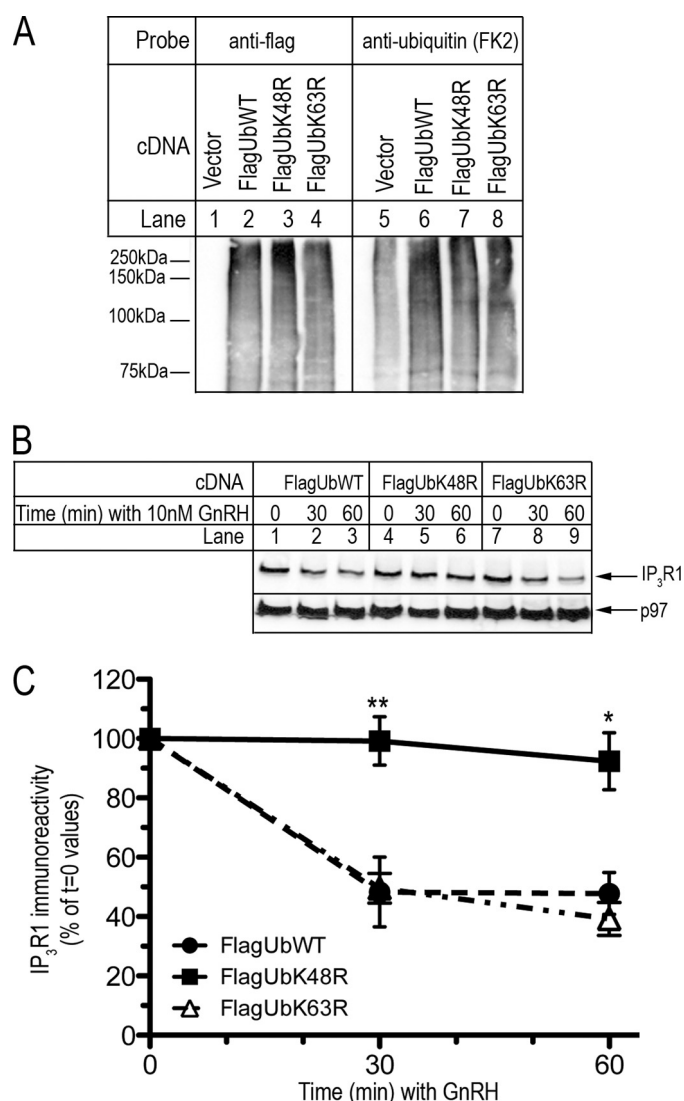 A
Probe anti-flag anti-ubiquitin (FK2)
cDNA Vector FlagUbWT FlagUbK48R FlagUbK63R Vector FlagUbWT FlagUbK48R FlagUbK63R
Lane 1 2 3 4 5 6 7 8
250kDa
150kDa
100kDa
75kDa
B
cDNA FlagUbWT FlagUbK48R FlagUbK63R
Time (min) with 10nM GnRH 0 30 60 0 30 60 0 30 60
Lane 1 2 3 4 5 6 7 8 9
IP3R1
p97
C
IP3R1 immunoreactivity
(% of t=0 values)
120
100
80
60
40
20
0
** *
FlagUbWT
FlagUbK48R
FlagUbK63R
0 30 60
Time (min) with GnRH